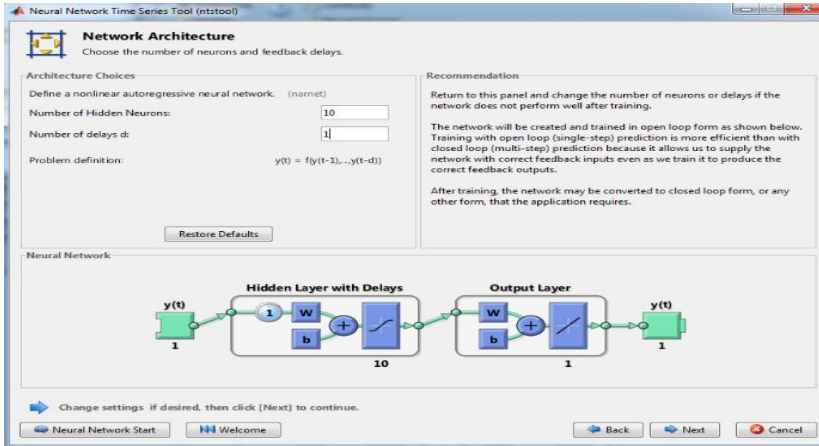 Neural Network Time Series Tool (ntstool)
Network Architecture
Choose the number of neurons and feedback delays.
Architecture Choices
Define a nonlinear autoregressive neural network. (narnet)
Number of Hidden Neurons: 10
Number of delays d: 1
Problem definition: y(t) = f(y(t-1),...,y(t-d))
Restore Defaults
Recommendation
Return to this panel and change the number of neurons or delays if the
network does not perform well after training.
The network will be created and trained in open loop form as shown below.
Training with open loop (single-step) prediction is more efficient than with
closed loop (multi-step) prediction because it allows us to supply the
network with correct feedback inputs even as we train it to produce the
correct feedback outputs.
After training, the network may be converted to closed loop form, or any
other form, that the application requires.
Neural Network
Hidden Layer with Delays
Output Layer
y(t)
1
1
W
b
+
10
W
b
+
1
y(t)
1
Change settings if desired, then click [Next] to continue.
Neural Network Start
Welcome
Back
Next
Cancel